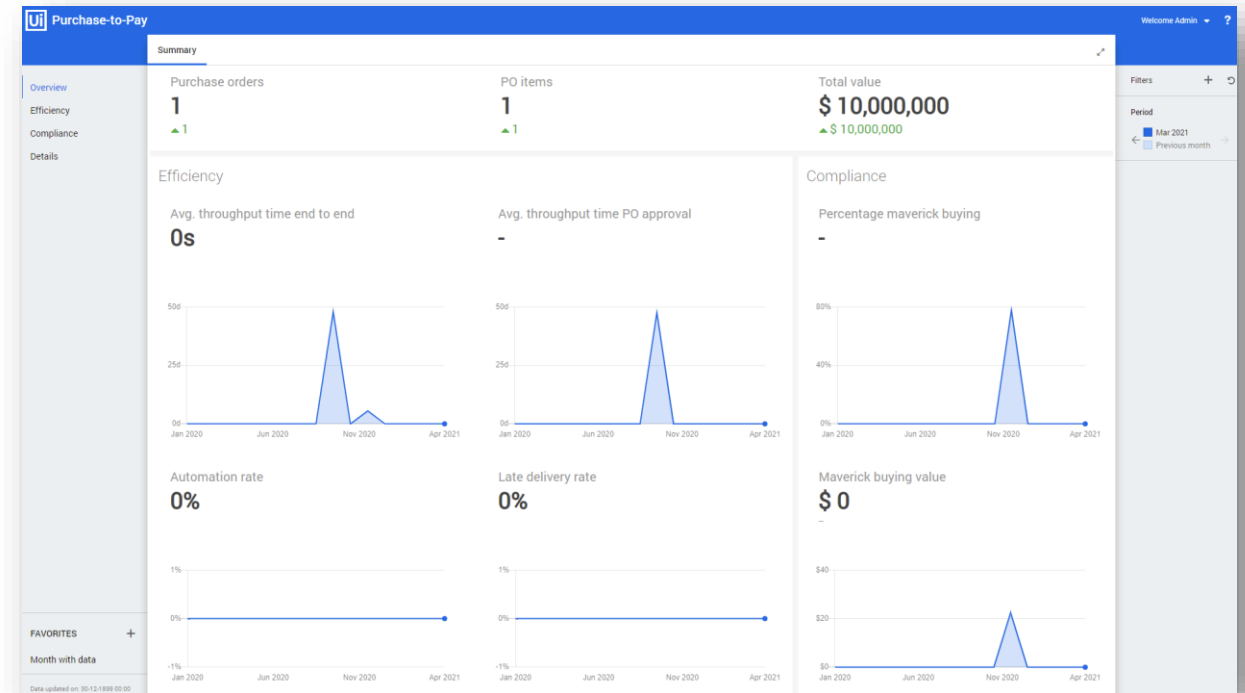 Ui Purchase-to-Pay
Welcome Admin ?
Summary
Overview
Efficiency
Compliance
Details
Purchase orders
1
1
PO items
1
1
Total value
$ 10,000,000
$ 10,000,000
Filters +
Period
Mar 2021
Previous month
Efficiency
Avg. throughput time end to end
0s
50d
25d
0d
Jan 2020 Jun 2020 Nov 2020 Apr 2021
Avg. throughput time PO approval
-
50d
25d
0d
Jan 2020 Jun 2020 Nov 2020 Apr 2021
Compliance
Percentage maverick buying
-
80%
40%
0%
Jan 2020 Jun 2020 Nov 2020 Apr 2021
Automation rate
0%
1%
0%
-1%
Jan 2020 Jun 2020 Nov 2020 Apr 2021
Late delivery rate
0%
1%
0%
-1%
Jan 2020 Jun 2020 Nov 2020 Apr 2021
Maverick buying value
$ 0
–
$40
$20
$0
Jan 2020 Jun 2020 Nov 2020 Apr 2021
FAVORITES +
Month with data
Data updated on: 30-12-1899 00:00